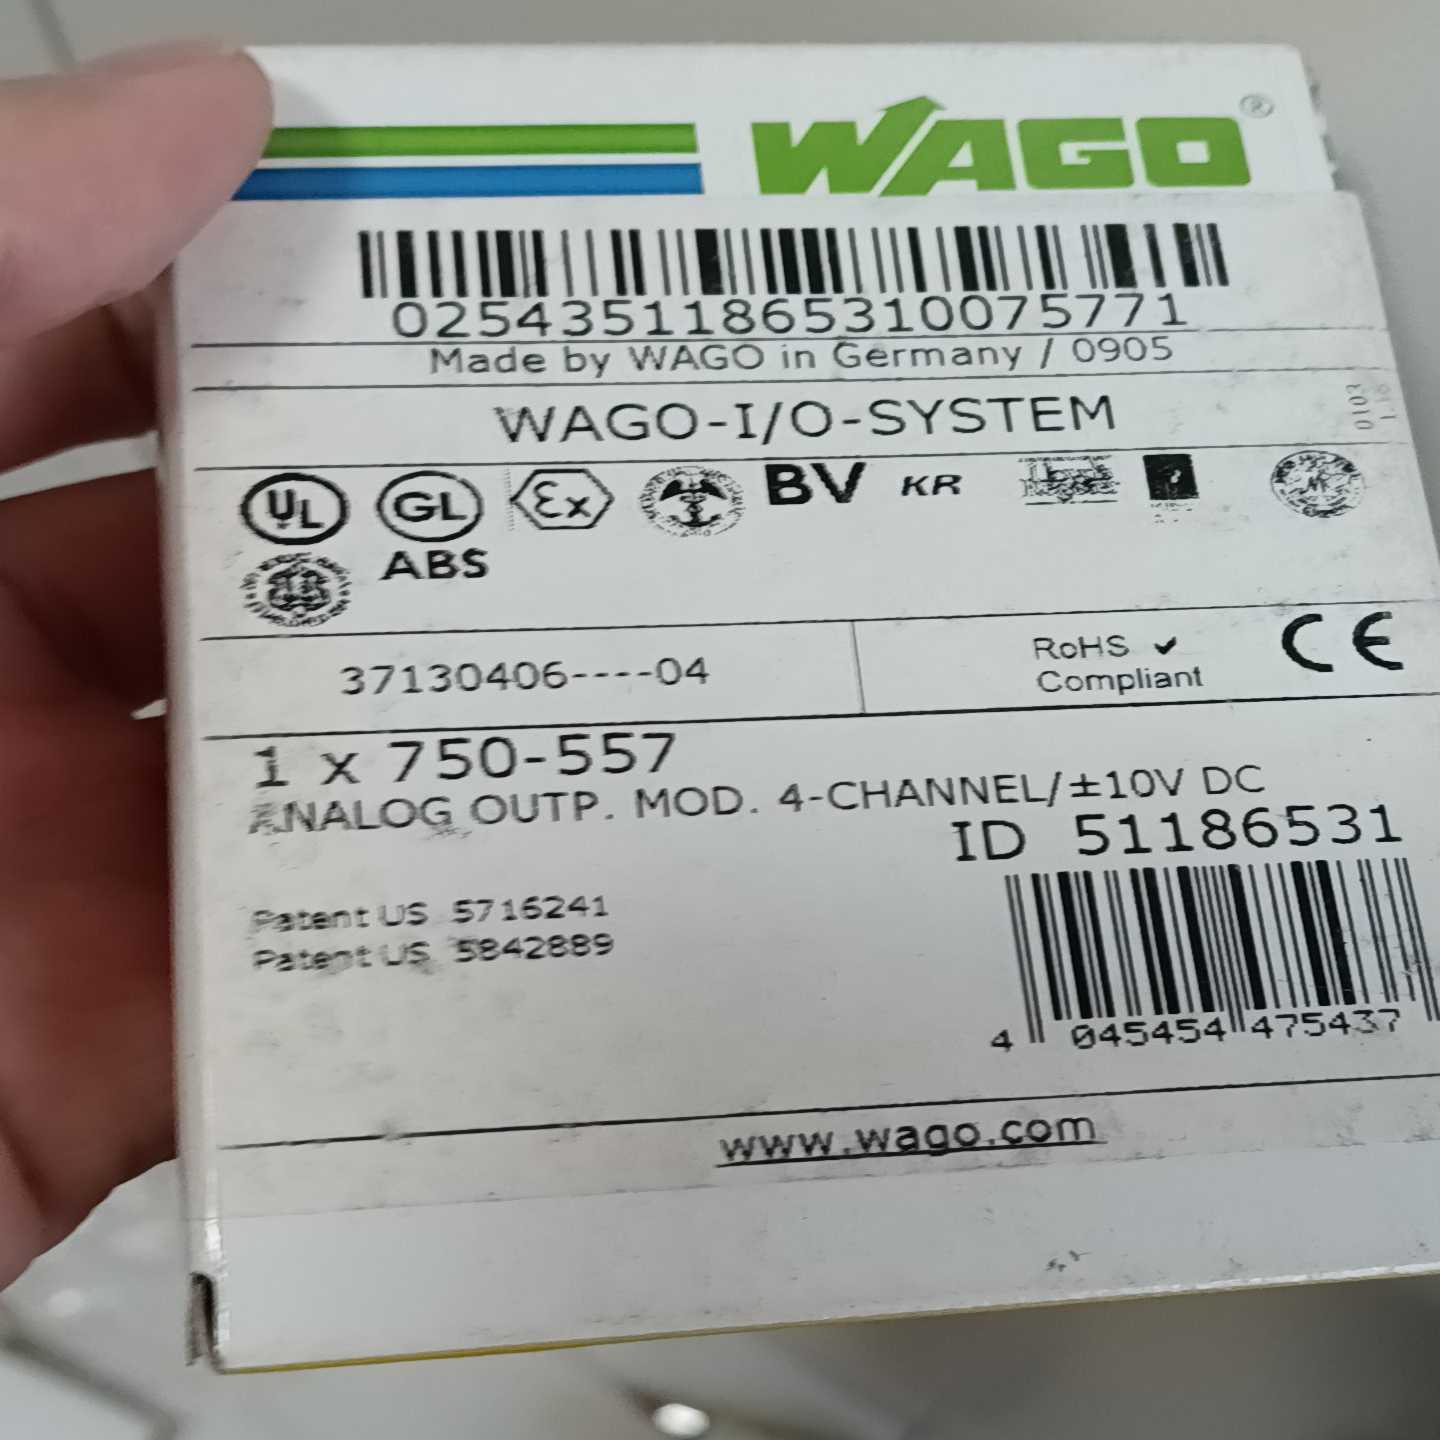 WAGO®
0254351186531007​5771
Made by WAGO in Germany / 0905
0103
WAGO-I/O-SYSTEM
UL GL Ex BV KR
ABS
37130406----04
RoHS ✓
Compliant
CE
1 x 750-557
ANALOG OUTP. MOD. 4-CHANNEL/±10V DC
ID 51186531
Patent US 5716241
Patent US 5842889
4 045454 475437
www.wago.com